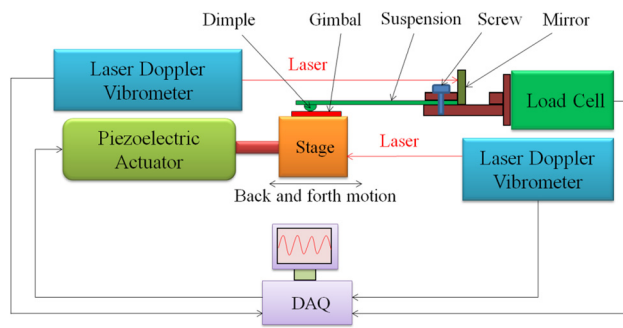 Dimple
Gimbal
Suspension
Screw
Mirror
Laser Doppler
Vibrometer
Laser
Load Cell
Piezoelectric
Actuator
Stage
Laser
Laser Doppler
Vibrometer
Back and forth motion
DAQ